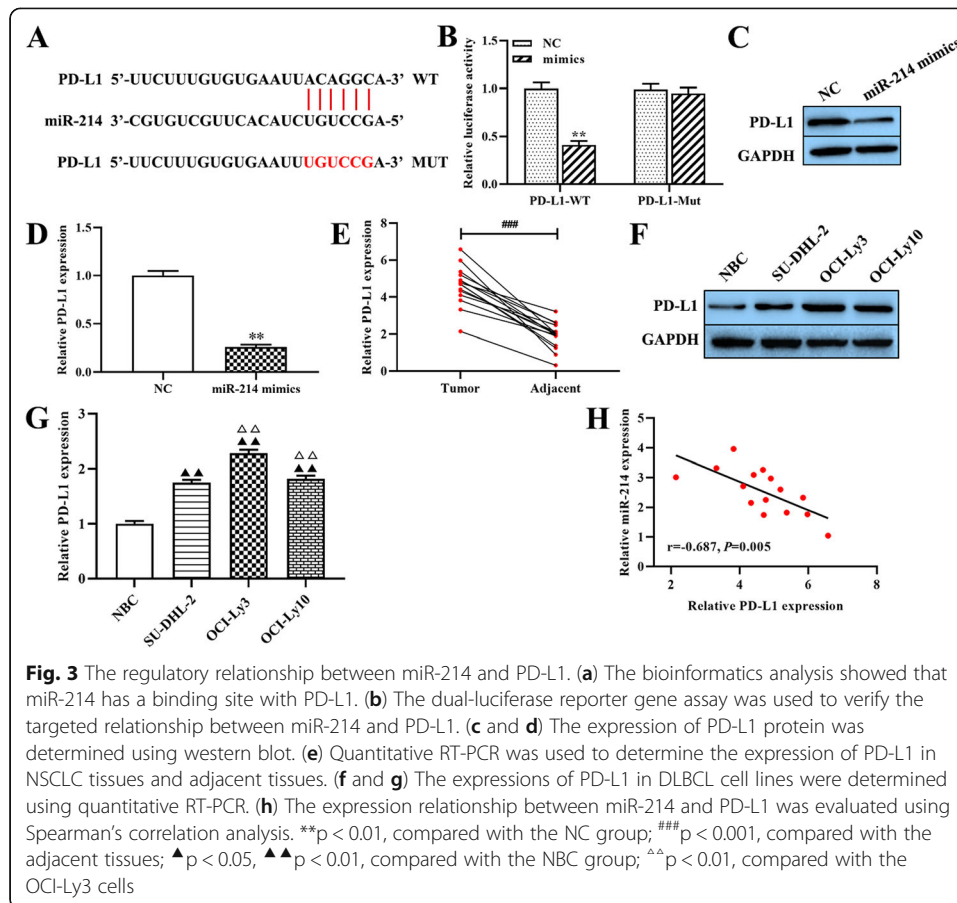 A
PD-L1 5'-UUCUUUGUGUGAAUUACAGGCA-3' WT
miR-214 3'-CGUGUCGUUCACAUCUGUCCGA-5'
PD-L1 5'-UUCUUUGUGUGAAUUUGUCCGA-3' MUT
B
NC
mimics
Relative luciferase activity
1.5
1.0
0.5
0.0
**
PD-L1-WT PD-L1-Mut
C
NC miR-214 mimics
PD-L1
GAPDH
D
Relative PD-L1 expression
1.5
1.0
0.5
0.0
**
NC miR-214 mimics
E
Relative PD-L1 expression
8
6
4
2
0
###
Tumor Adjacent
F
NBC SU-DHL-2 OCI-Ly3 OCI-Ly10
PD-L1
GAPDH
G
Relative PD-L1 expression
3
2
1
0
▲▲
△△
▲▲
△△
▲▲
NBC SU-DHL-2 OCI-Ly3 OCI-Ly10
H
Relative miR-214 expression
5
4
3
2
1
0
r=-0.687, P=0.005
2 4 6 8
Relative PD-L1 expression
Fig. 3 The regulatory relationship between miR-214 and PD-L1. (a) The bioinformatics analysis showed that
miR-214 has a binding site with PD-L1. (b) The dual-luciferase reporter gene assay was used to verify the
targeted relationship between miR-214 and PD-L1. (c and d) The expression of PD-L1 protein was
determined using western blot. (e) Quantitative RT-PCR was used to determine the expression of PD-L1 in
NSCLC tissues and adjacent tissues. (f and g) The expressions of PD-L1 in DLBCL cell lines were determined
using quantitative RT-PCR. (h) The expression relationship between miR-214 and PD-L1 was evaluated using
Spearman's correlation analysis. **p < 0.01, compared with the NC group; ###p < 0.001, compared with the
adjacent tissues; ▲p < 0.05, ▲▲p < 0.01, compared with the NBC group; △△p < 0.01, compared with the
OCI-Ly3 cells